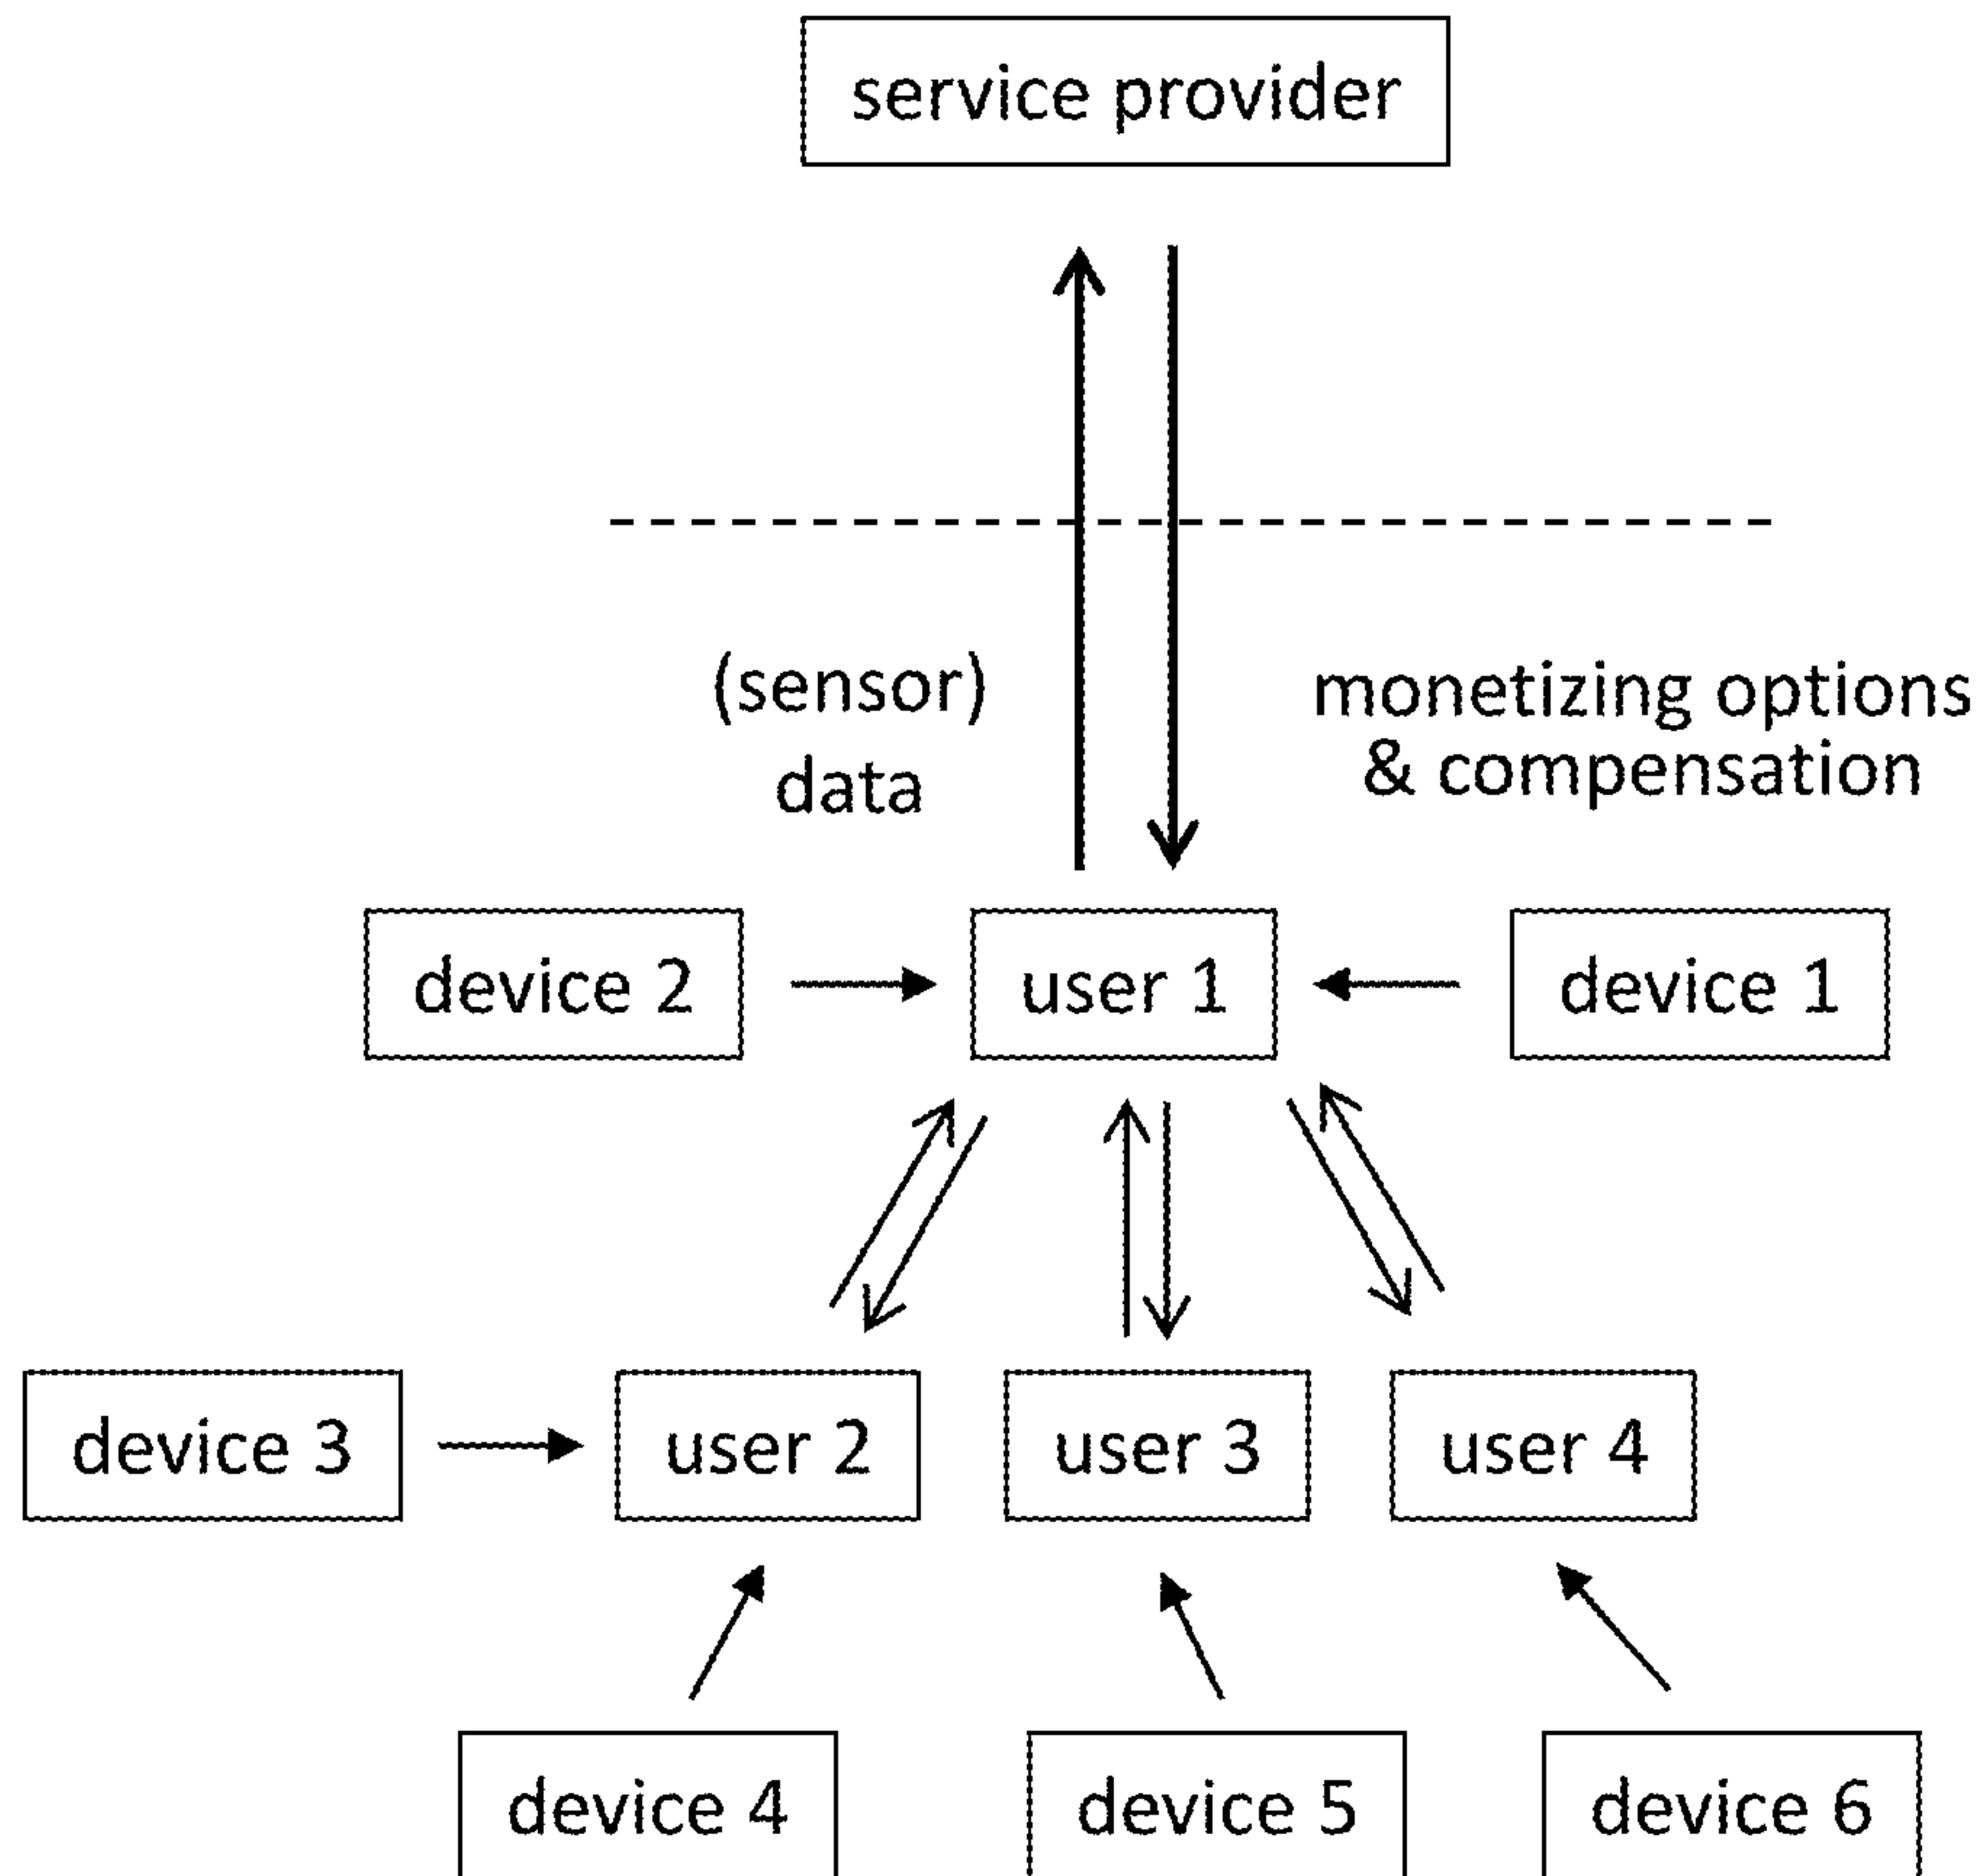 service provider
(sensor)
data
monetizing options
& compensation
device 2
user 1
device 1
device 3
user 2
user 3
user 4
device 4
device 5
device 6